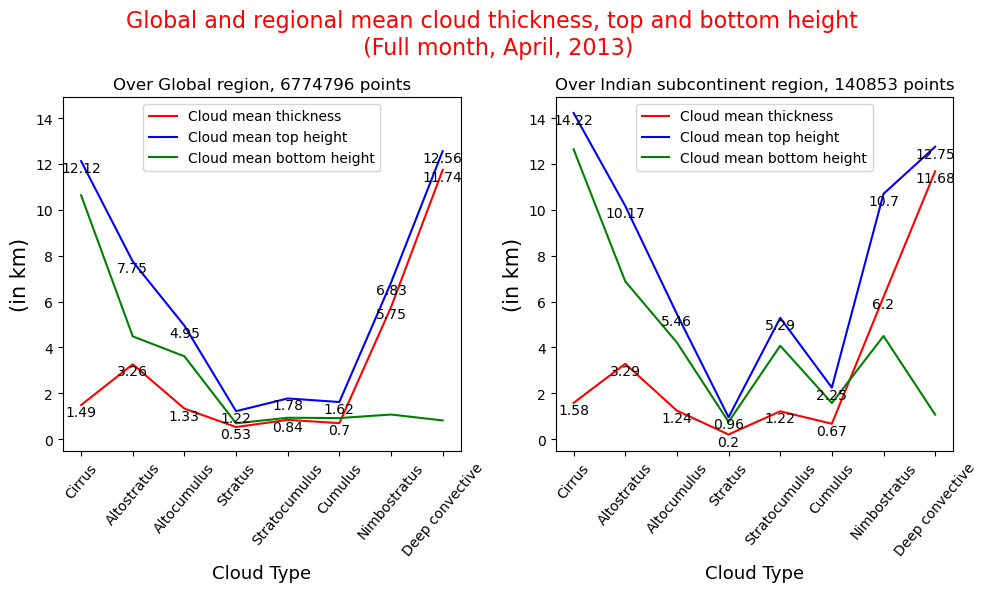 Global and regional mean cloud thickness, top and bottom height
(Full month, April, 2013)
Over Global region, 6774796 points
Cloud mean thickness
Cloud mean top height
Cloud mean bottom height
(in km)
14
12
10
8
6
4
2
0
12.12
7.75
4.95
1.22
1.78
1.62
6.83
12.56
1.49
3.26
1.33
0.53
0.84
0.7
5.75
11.74
Cirrus
Altostratus
Altocumulus
Stratus
Stratocumulus
Cumulus
Nimbostratus
Deep convective
Cloud Type
Over Indian subcontinent region, 140853 points
Cloud mean thickness
Cloud mean top height
Cloud mean bottom height
(in km)
14
12
10
8
6
4
2
0
14.22
10.17
5.46
0.96
5.29
2.25
10.7
12.75
1.58
3.29
1.24
0.2
1.22
0.67
6.2
11.68
Cirrus
Altostratus
Altocumulus
Stratus
Stratocumulus
Cumulus
Nimbostratus
Deep convective
Cloud Type